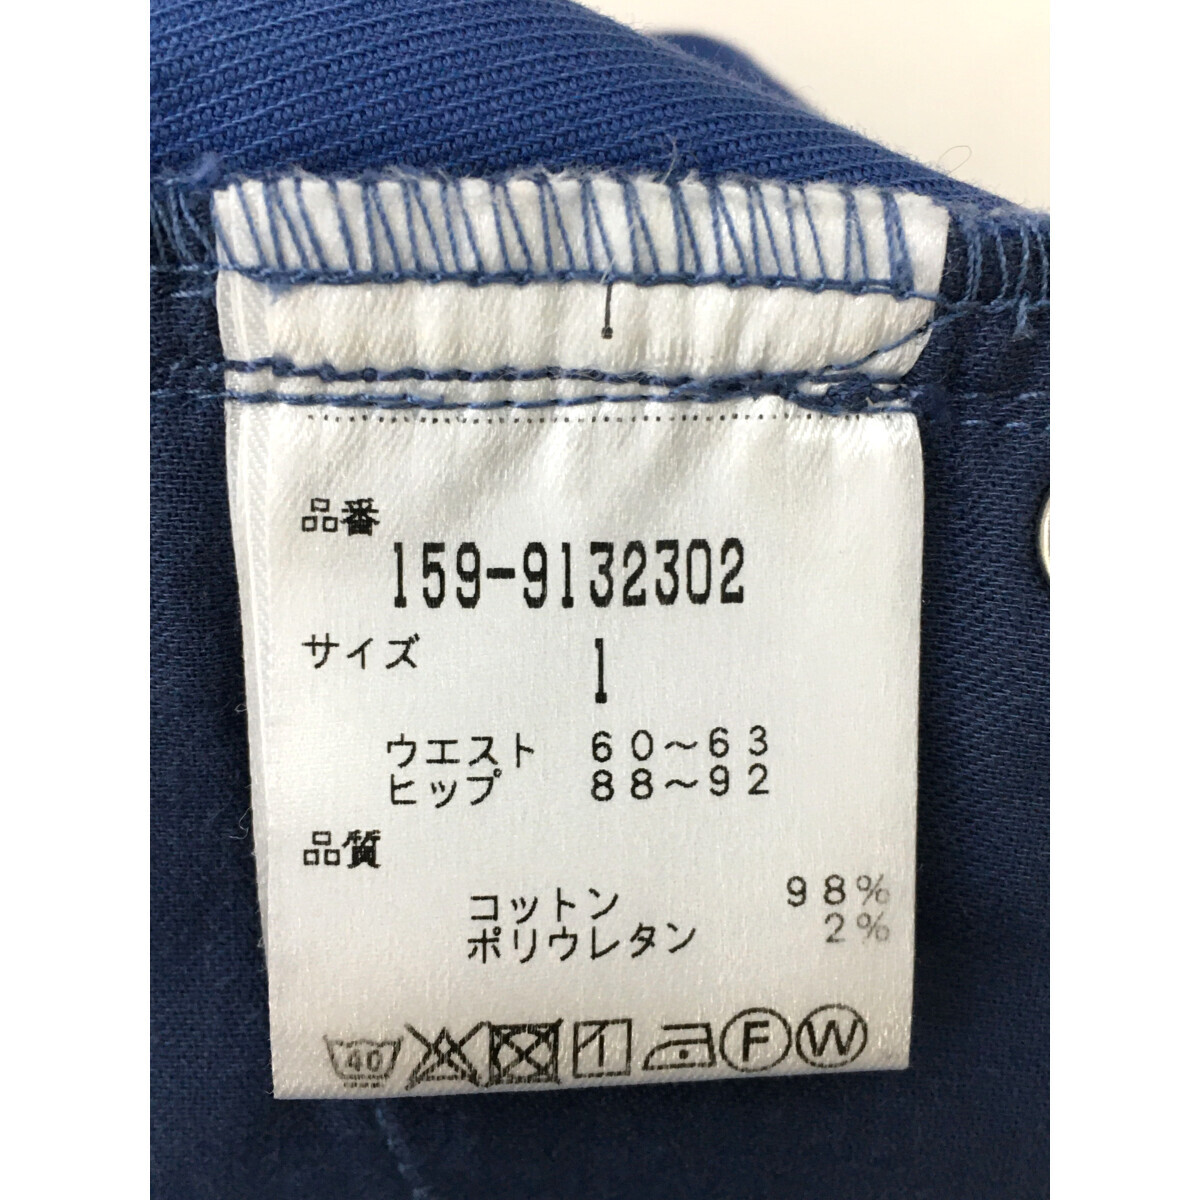 品番
159-9132302
サイズ 1
ウエスト 60～63
ヒップ 88～92
品質
コットン 98%
ポリウレタン 2%
40 F W